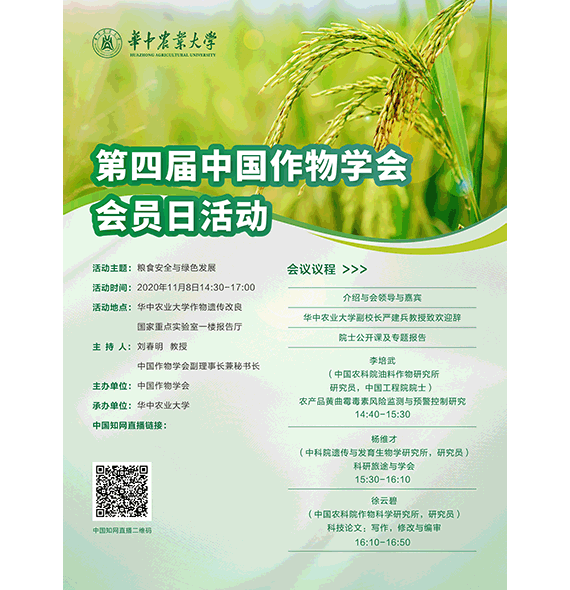 華中农業大学
HUAZHONG AGRICULTURAL UNIVERSITY
第四届中国作物学会
会员日活动
活动主题：粮食安全与绿色发展
活动时间：2020年11月8日14:30-17:00
活动地点：华中农业大学作物遗传改良
国家重点实验室一楼报告厅
主 持 人：刘春明 教授
中国作物学会副理事长兼秘书长
主办单位：中国作物学会
承办单位：华中农业大学
中国知网直播链接：
中国知网直播二维码
会议议程 >>>
介绍与会领导与嘉宾
华中农业大学副校长严建兵教授致欢迎辞
院士公开课及专题报告
李培武
（中国农科院油料作物研究所
研究员，中国工程院院士）
农产品黄曲霉毒素风险监测与预警控制研究
14:40-15:30
杨维才
（中科院遗传与发育生物学研究所，研究员）
科研旅途与学会
15:30-16:10
徐云碧
（中国农科院作物科学研究所，研究员）
科技论文：写作，修改与编审
16:10-16:50